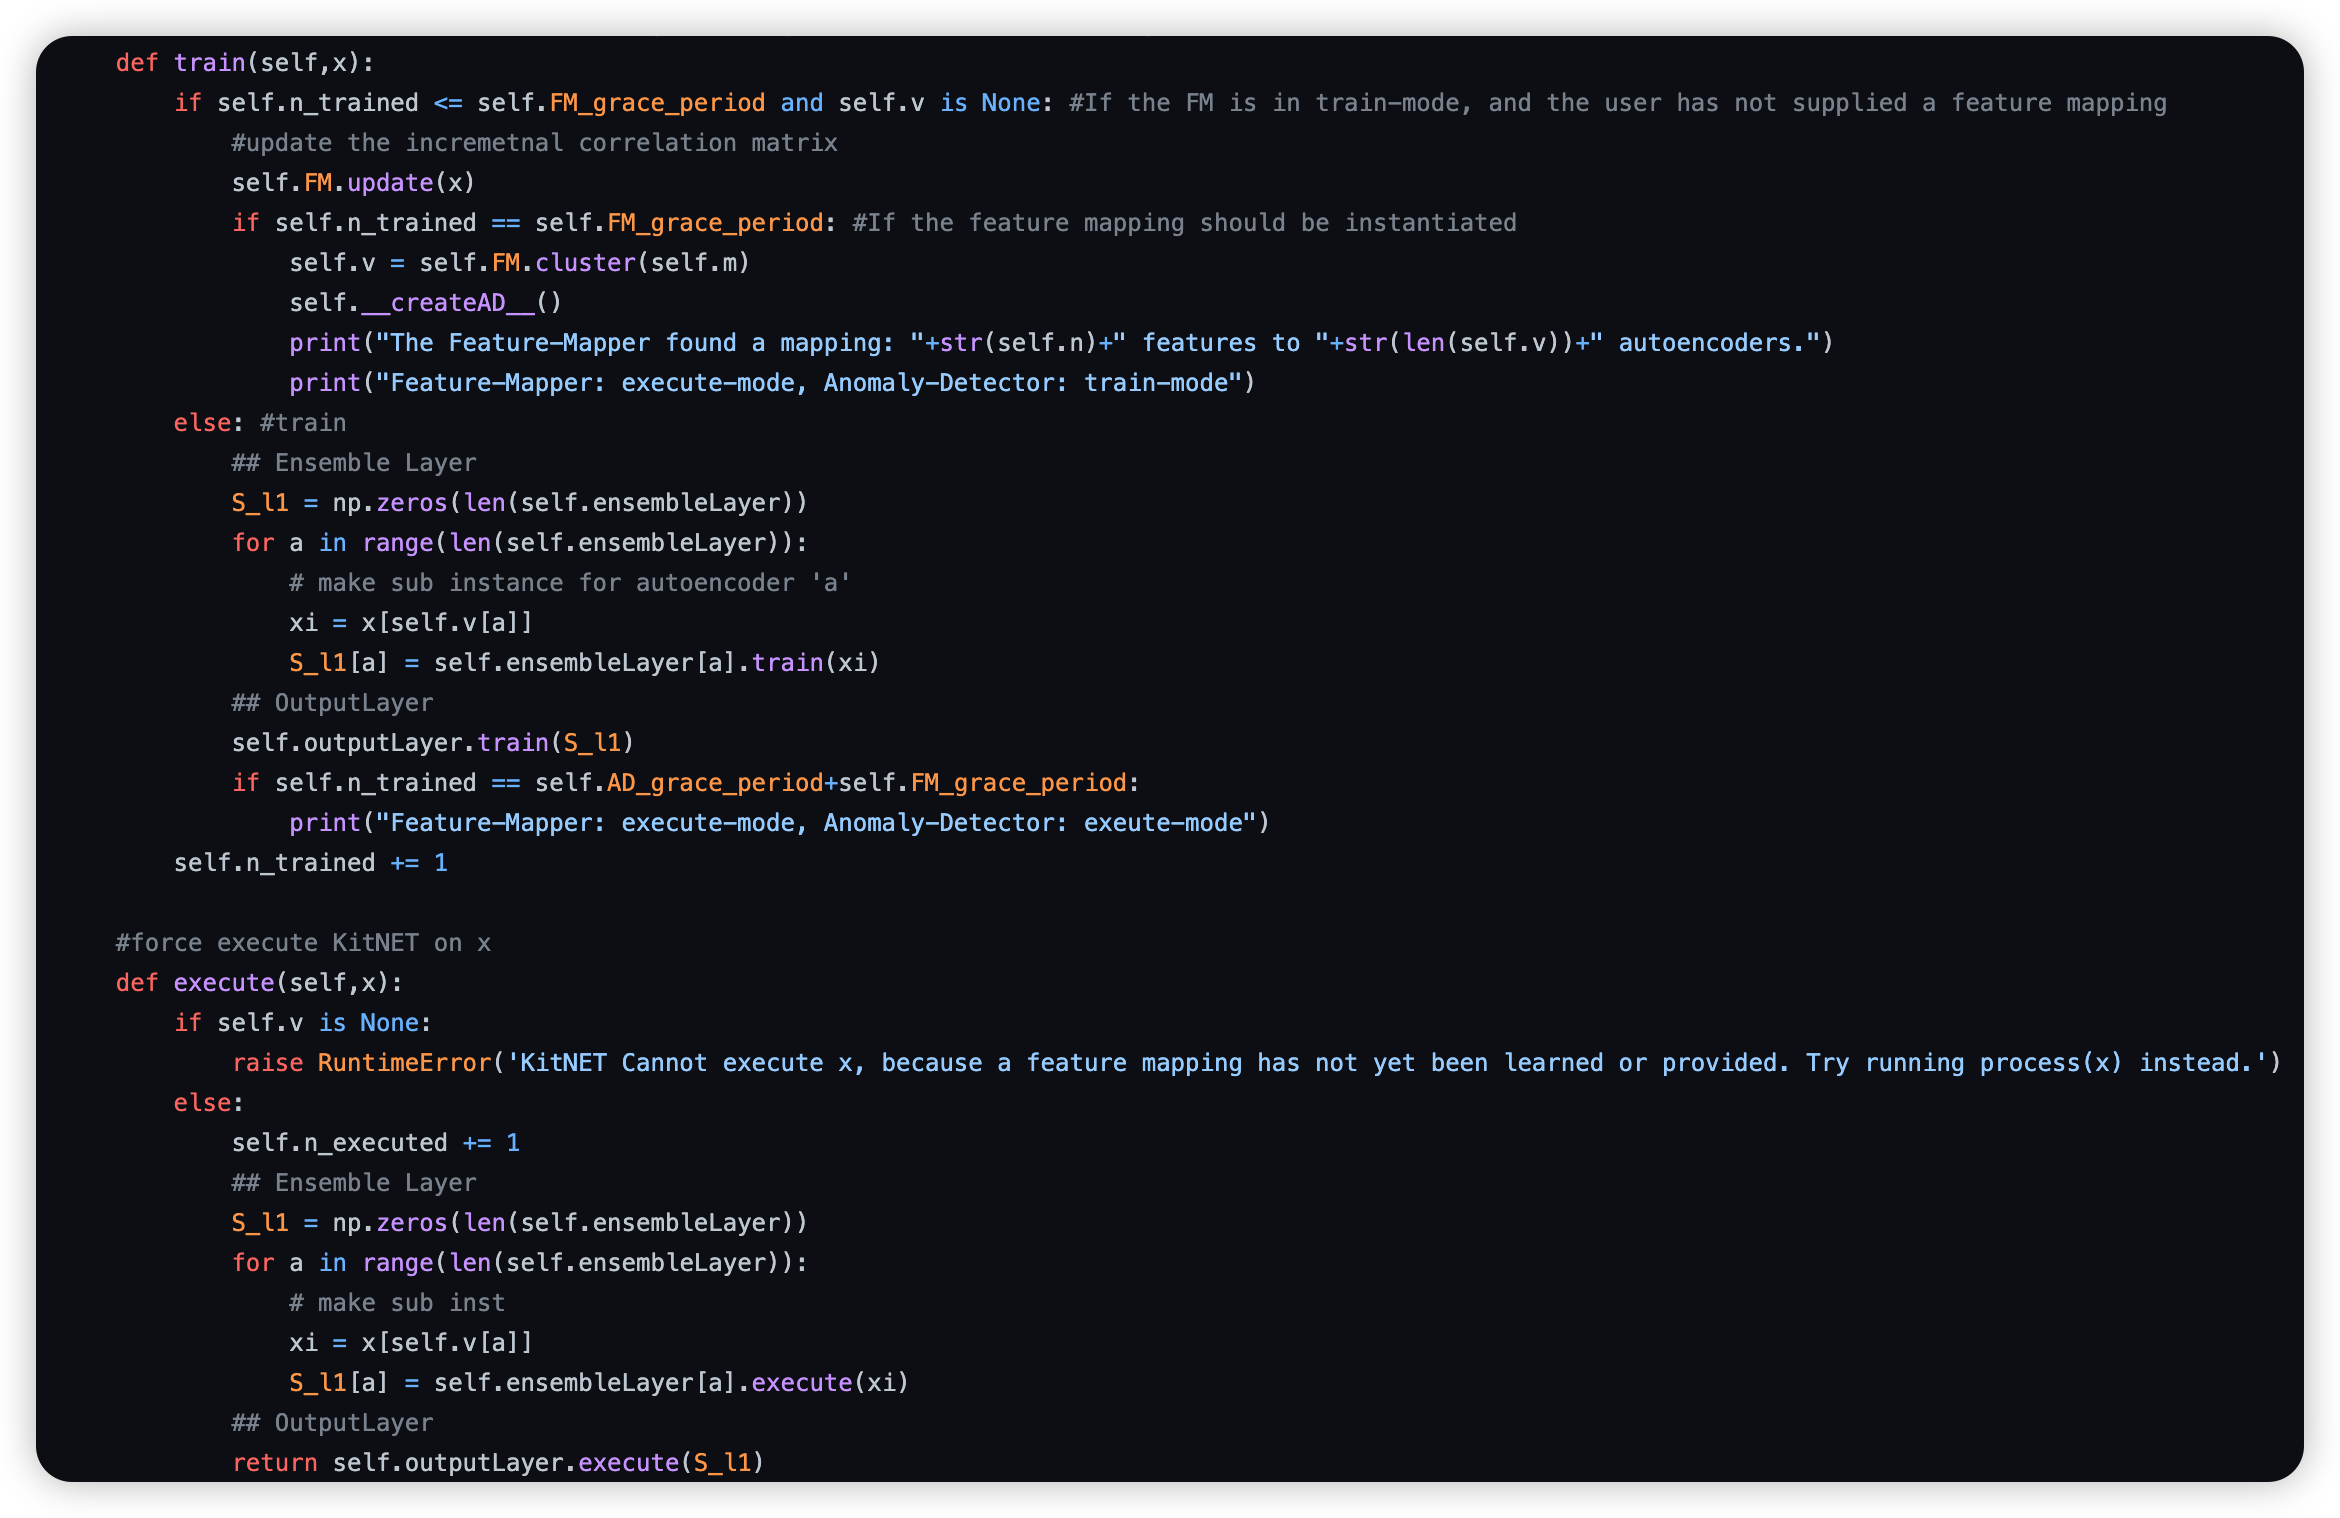 def train(self,x):
    if self.n_trained <= self.FM_grace_period and self.v is None: #If the FM is in train-mode, and the user has not supplied a feature mapping
        #update the incremetnal correlation matrix
        self.FM.update(x)
        if self.n_trained == self.FM_grace_period: #If the feature mapping should be instantiated
            self.v = self.FM.cluster(self.m)
            self.__createAD__()
            print("The Feature-Mapper found a mapping: "+str(self.n)+" features to "+str(len(self.v))+" autoencoders.")
            print("Feature-Mapper: execute-mode, Anomaly-Detector: train-mode")
    else: #train
        ## Ensemble Layer
        S_l1 = np.zeros(len(self.ensembleLayer))
        for a in range(len(self.ensembleLayer)):
            # make sub instance for autoencoder 'a'
            xi = x[self.v[a]]
            S_l1[a] = self.ensembleLayer[a].train(xi)
        ## OutputLayer
        self.outputLayer.train(S_l1)
        if self.n_trained == self.AD_grace_period+self.FM_grace_period:
            print("Feature-Mapper: execute-mode, Anomaly-Detector: exeute-mode")
    self.n_trained += 1

#force execute KitNET on x
def execute(self,x):
    if self.v is None:
        raise RuntimeError('KitNET Cannot execute x, because a feature mapping has not yet been learned or provided. Try running process(x) instead.')
    else:
        self.n_executed += 1
        ## Ensemble Layer
        S_l1 = np.zeros(len(self.ensembleLayer))
        for a in range(len(self.ensembleLayer)):
            # make sub inst
            xi = x[self.v[a]]
            S_l1[a] = self.ensembleLayer[a].execute(xi)
        ## OutputLayer
        return self.outputLayer.execute(S_l1)